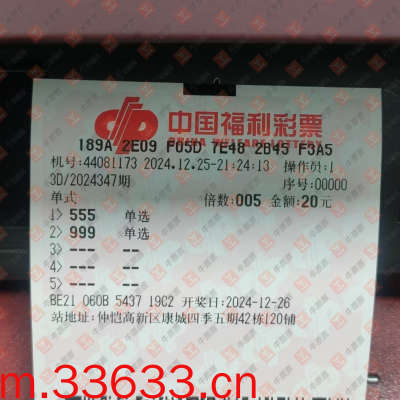 中国福利彩票
CHINA WELFARE LOTTERY
189A 2E09 F05D 7E48 2B45 F3A5
机号:44081173 2024.12.25-21:24:13 操作员:1
3D/2024347期 序号:00000
单式 倍数:005 金额:20元
1> 555 单选
2> 999 单选
3> --- --
4> --- --
5> --- --
BE21 060B 5437 19C2 开奖日:2024-12-26
站地址:仲恺高新区康城四季五期42栋120铺
m.33633.cn